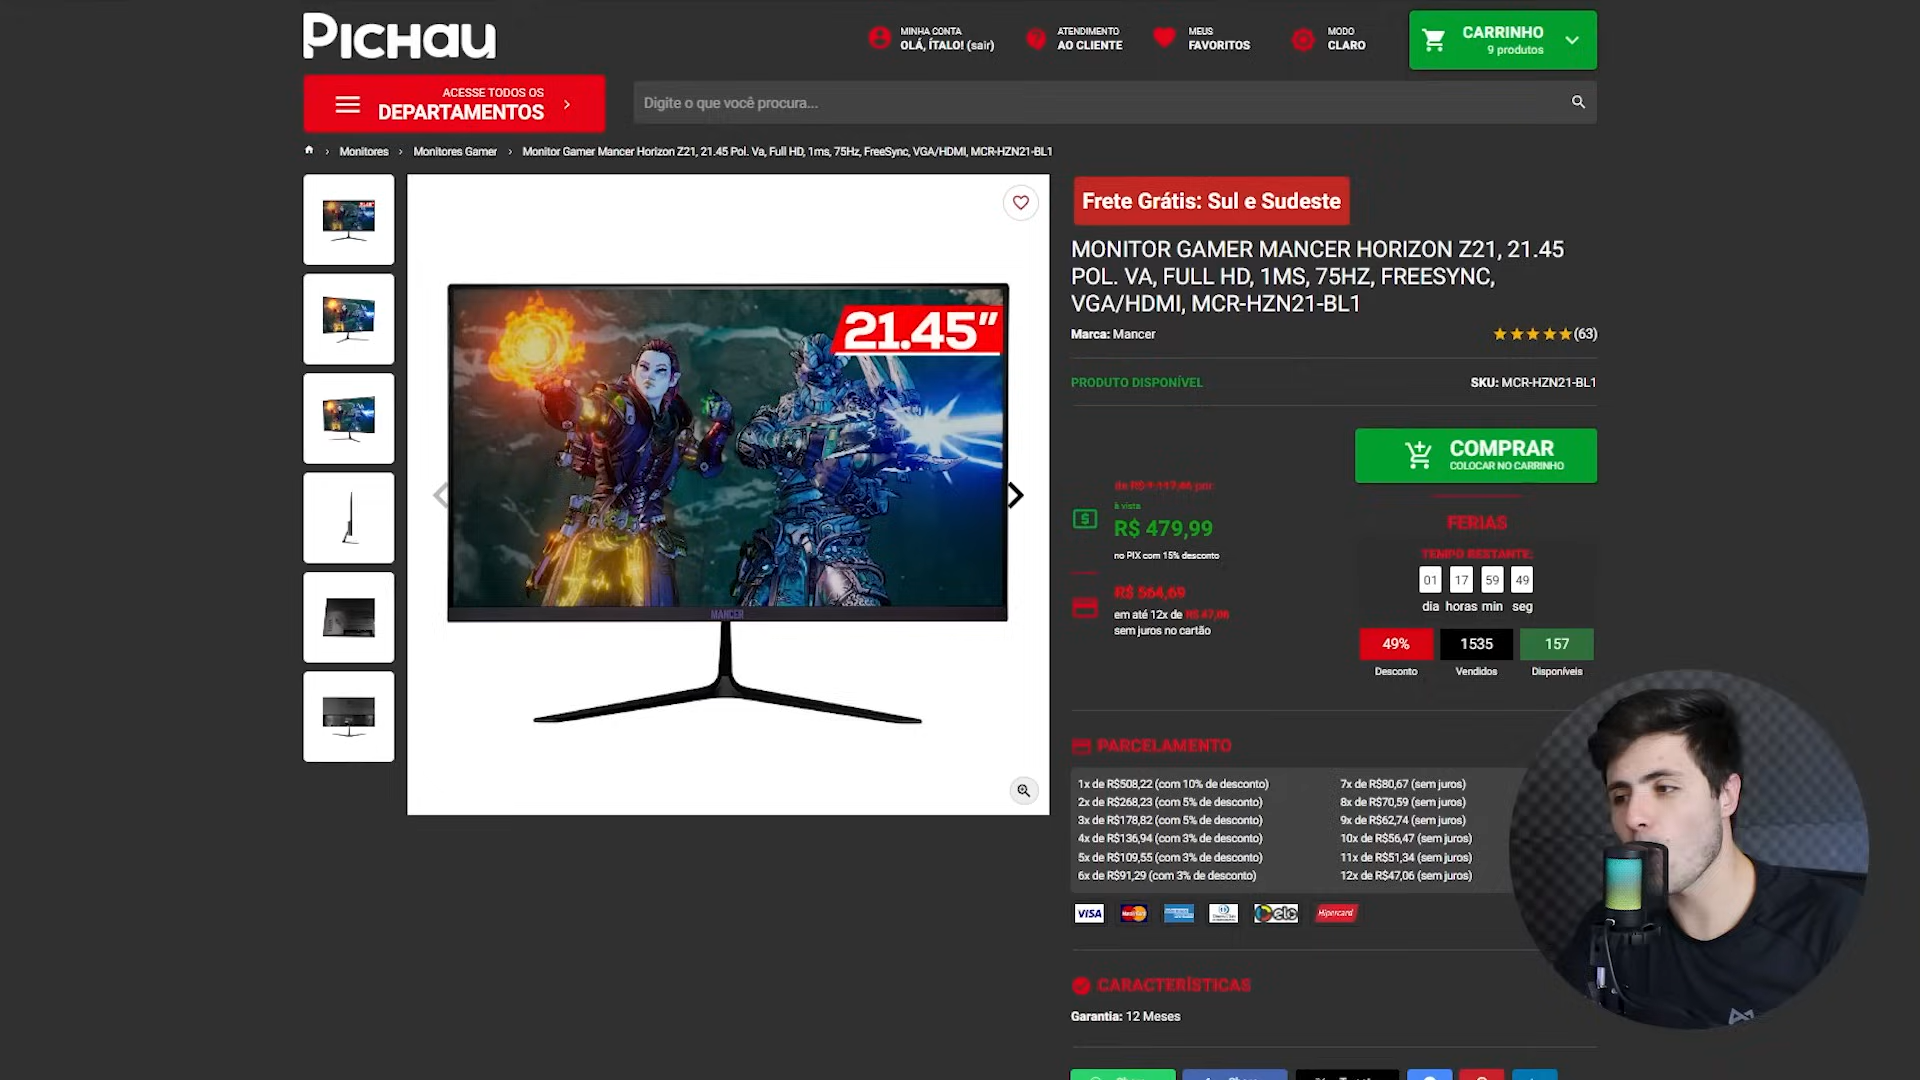 PICHAU
MINHA CONTA
OLÁ, ÍTALO! (sair)
ATENDIMENTO
AO CLIENTE
MEUS
FAVORITOS
MODO
CLARO
CARRINHO
9 produtos
ACESSE TODOS OS
DEPARTAMENTOS
Digite o que você procura...
Monitores
Monitores Gamer
Monitor Gamer Mancer Horizon Z21, 21.45 Pol. Va, Full HD, 1ms, 75Hz, FreeSync, VGA/HDMI, MCR-HZN21-BL1
21.45”
MANCER
Frete Grátis: Sul e Sudeste
MONITOR GAMER MANCER HORIZON Z21, 21.45
POL. VA, FULL HD, 1MS, 75HZ, FREESYNC,
VGA/HDMI, MCR-HZN21-BL1
Marca: Mancer
(63)
PRODUTO DISPONÍVEL
SKU: MCR-HZN21-BL1
COMPRAR
COLOCAR NO CARRINHO
à vista
R$ 479,99
no PIX com 15% desconto
R$ 564,69
em até 12x de R$ 47,06
sem juros no cartão
FERIAS
TEMPO RESTANTE:
01 17 59 49
dia horas min seg
49% 1535 157
Desconto Vendidos Disponíveis
PARCELAMENTO
1x de R$508,22 (com 10% de desconto)
2x de R$268,23 (com 5% de desconto)
3x de R$178,82 (com 5% de desconto)
4x de R$136,94 (com 3% de desconto)
5x de R$109,55 (com 3% de desconto)
6x de R$91,29 (com 3% de desconto)
7x de R$80,67 (sem juros)
8x de R$70,59 (sem juros)
9x de R$62,74 (sem juros)
10x de R$56,47 (sem juros)
11x de R$51,34 (sem juros)
12x de R$47,06 (sem juros)
VISA
elo
Hipercard
CARACTERÍSTICAS
Garantia: 12 Meses